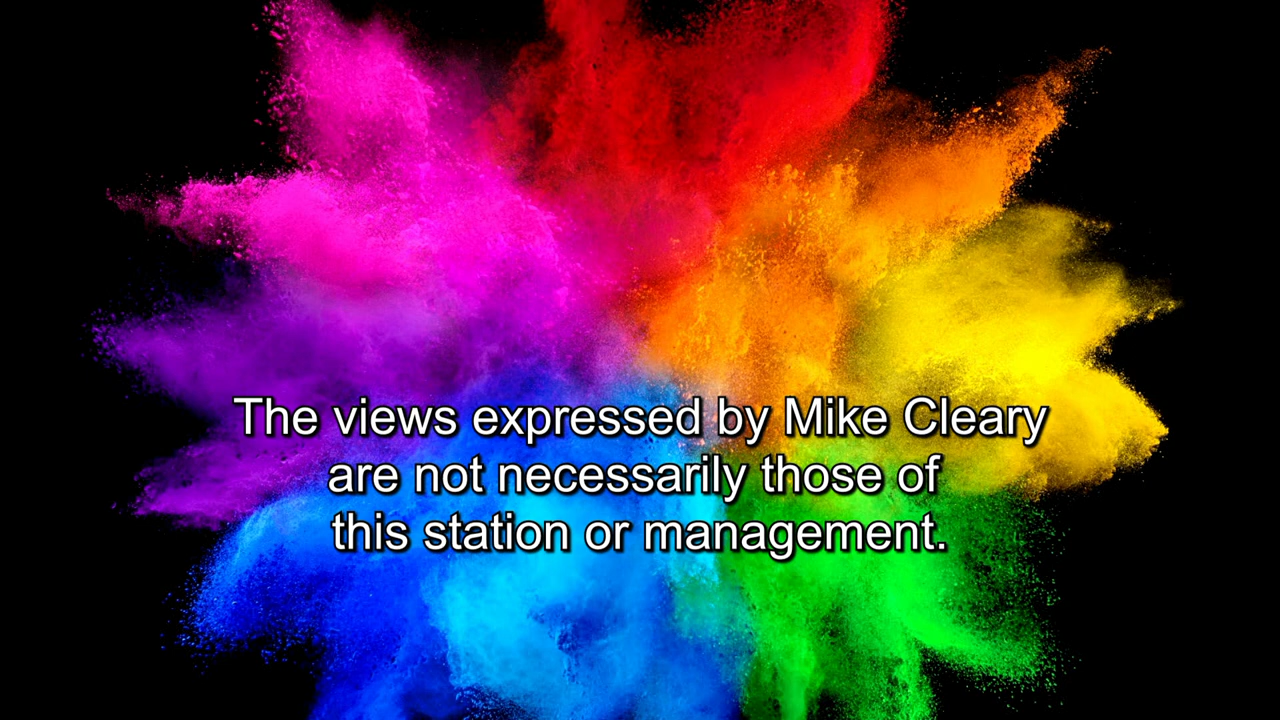 The views expressed by Mike Cleary
are not necessarily those of
this station or management.